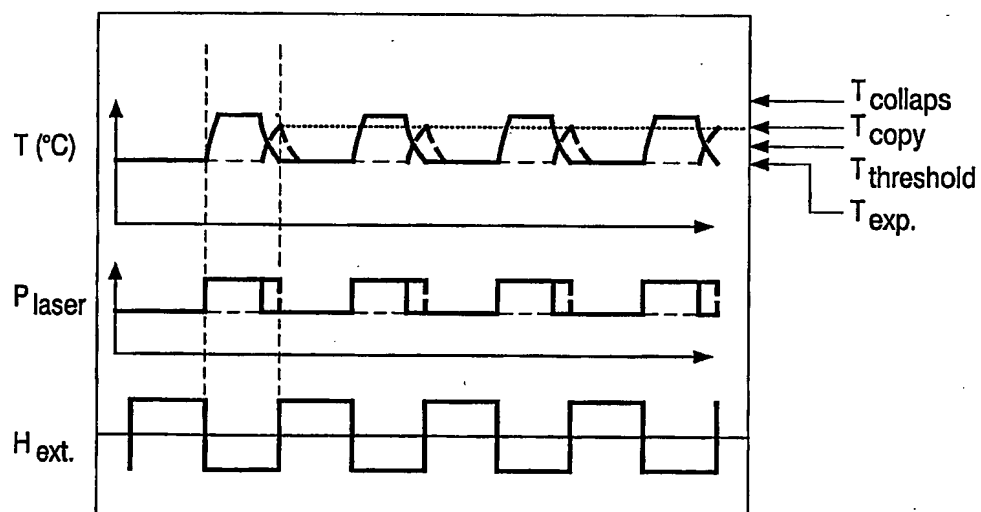 T collaps
T copy
T (°C)
T threshold
T exp.
P laser
H ext.